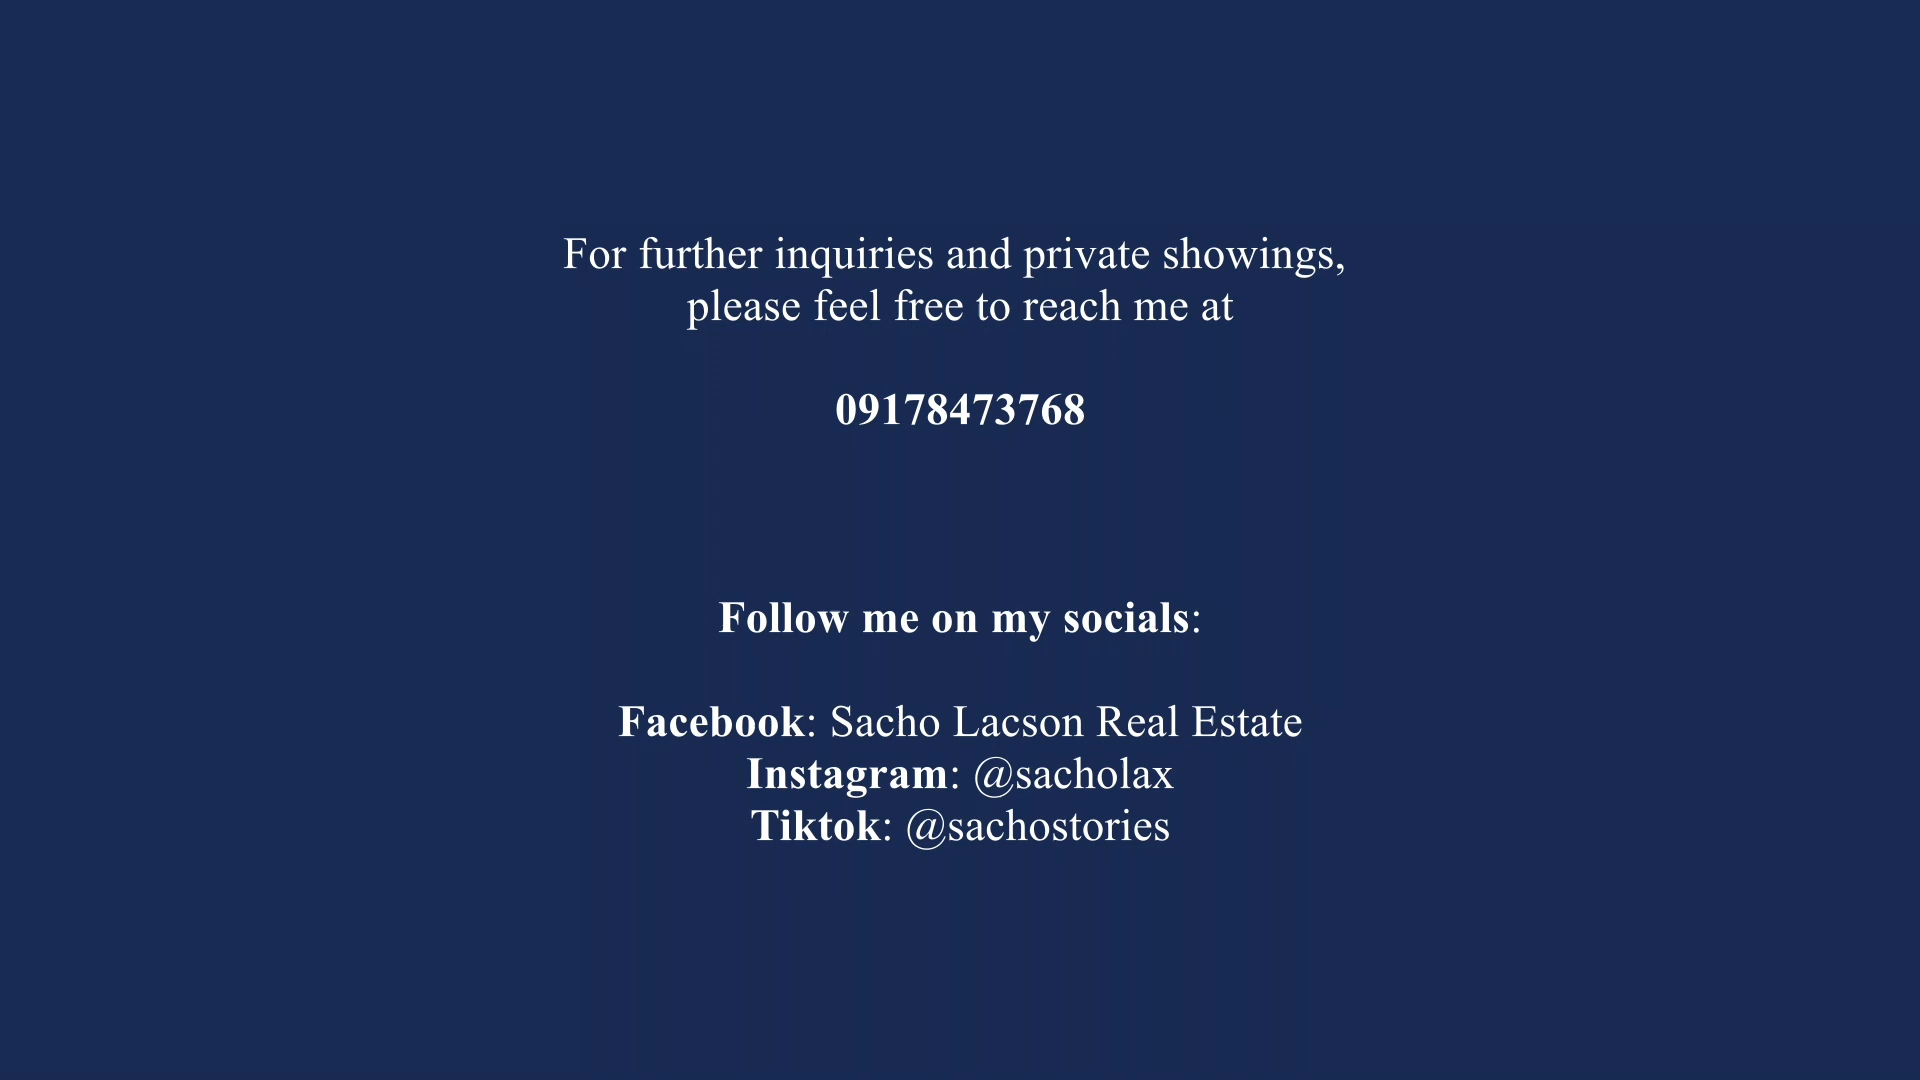 For further inquiries and private showings,
please feel free to reach me at
09178473768
Follow me on my socials:
Facebook: Sacho Lacson Real Estate
Instagram: @sacholax
Tiktok: @sachostories